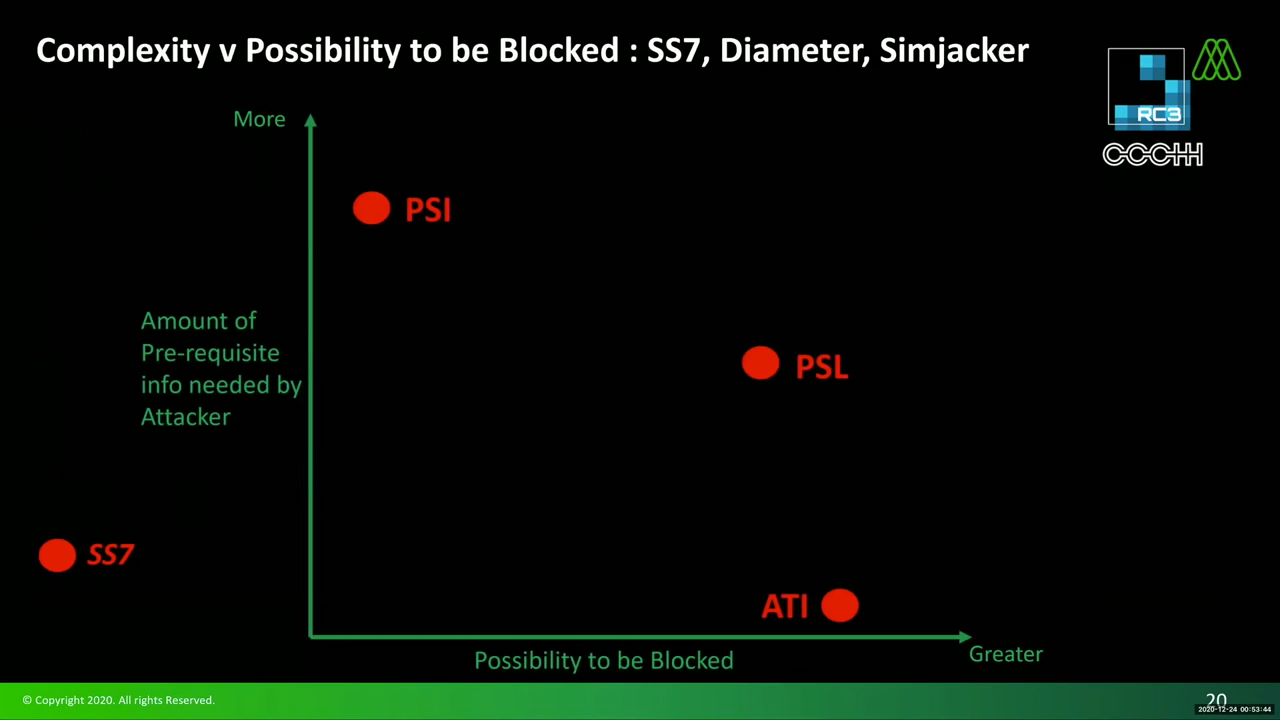 Complexity v Possibility to be Blocked : SS7, Diameter, Simjacker
RC3
CCCHH
More
PSI
Amount of
Pre-requisite
info needed by
Attacker
PSL
SS7
ATI
Possibility to be Blocked
Greater
© Copyright 2020. All rights Reserved.
20
2020-12-24 00:53:44